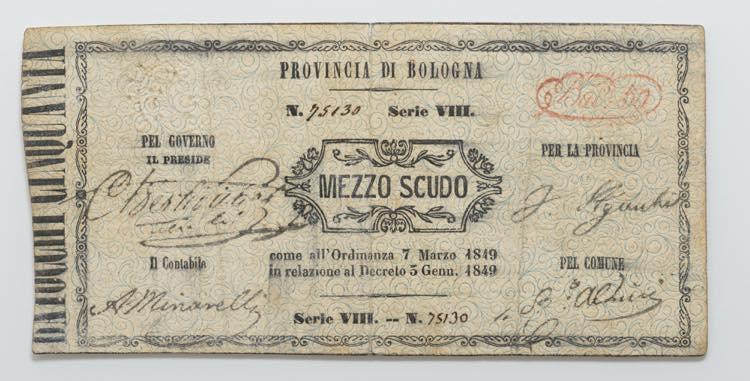 PROVINCIA DI BOLOGNA
N. 75130 Serie VIII.
PEL GOVERNO
IL PRESIDE
PER LA PROVINCIA
MEZZO SCUDO
Il Contabile
come all'Ordinanza 7 Marzo 1849
in relazione al Decreto 3 Genn. 1849
PEL COMUNE
A. Minarelli
Serie VIII. -- N. 75130
BAIOCCHI CINQUANTA